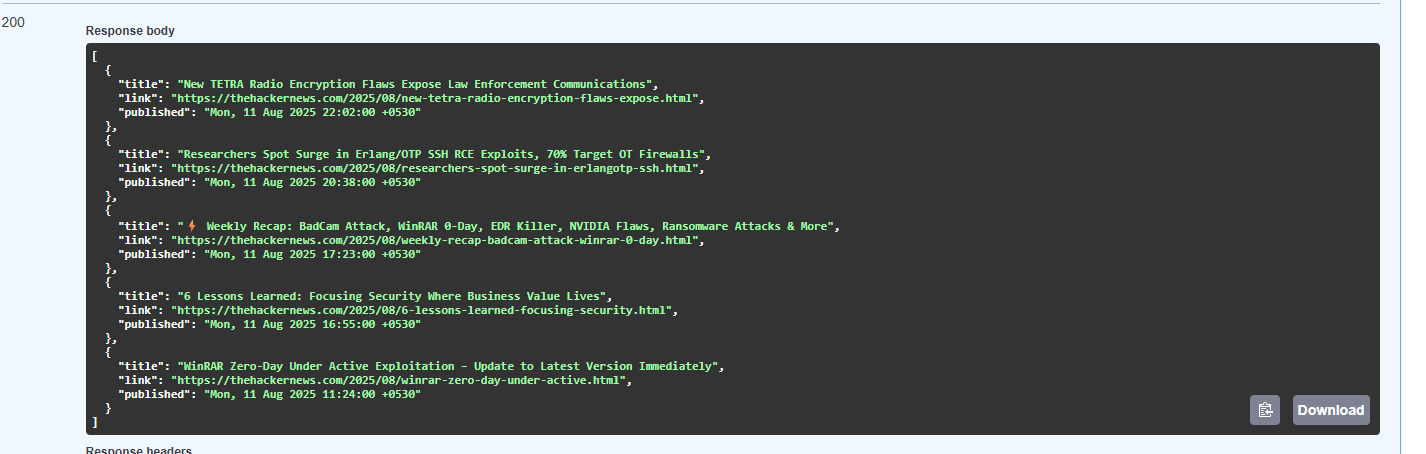 200
Response body
[
  {
    "title": "New TETRA Radio Encryption Flaws Expose Law Enforcement Communications",
    "link": "https://thehackernews.com/2025/08/new-tetra-radio-encryption-flaws-expose.html",
    "published": "Mon, 11 Aug 2025 22:02:00 +0530"
  },
  {
    "title": "Researchers Spot Surge in Erlang/OTP SSH RCE Exploits, 70% Target OT Firewalls",
    "link": "https://thehackernews.com/2025/08/researchers-spot-surge-in-erlangotp-ssh.html",
    "published": "Mon, 11 Aug 2025 20:38:00 +0530"
  },
  {
    "title": "⚡ Weekly Recap: BadCam Attack, WinRAR 0-Day, EDR Killer, NVIDIA Flaws, Ransomware Attacks & More",
    "link": "https://thehackernews.com/2025/08/weekly-recap-badcam-attack-winrar-0-day.html",
    "published": "Mon, 11 Aug 2025 17:23:00 +0530"
  },
  {
    "title": "6 Lessons Learned: Focusing Security Where Business Value Lives",
    "link": "https://thehackernews.com/2025/08/6-lessons-learned-focusing-security.html",
    "published": "Mon, 11 Aug 2025 16:55:00 +0530"
  },
  {
    "title": "WinRAR Zero-Day Under Active Exploitation – Update to Latest Version Immediately",
    "link": "https://thehackernews.com/2025/08/winrar-zero-day-under-active.html",
    "published": "Mon, 11 Aug 2025 11:24:00 +0530"
  }
]
Download
Response headers